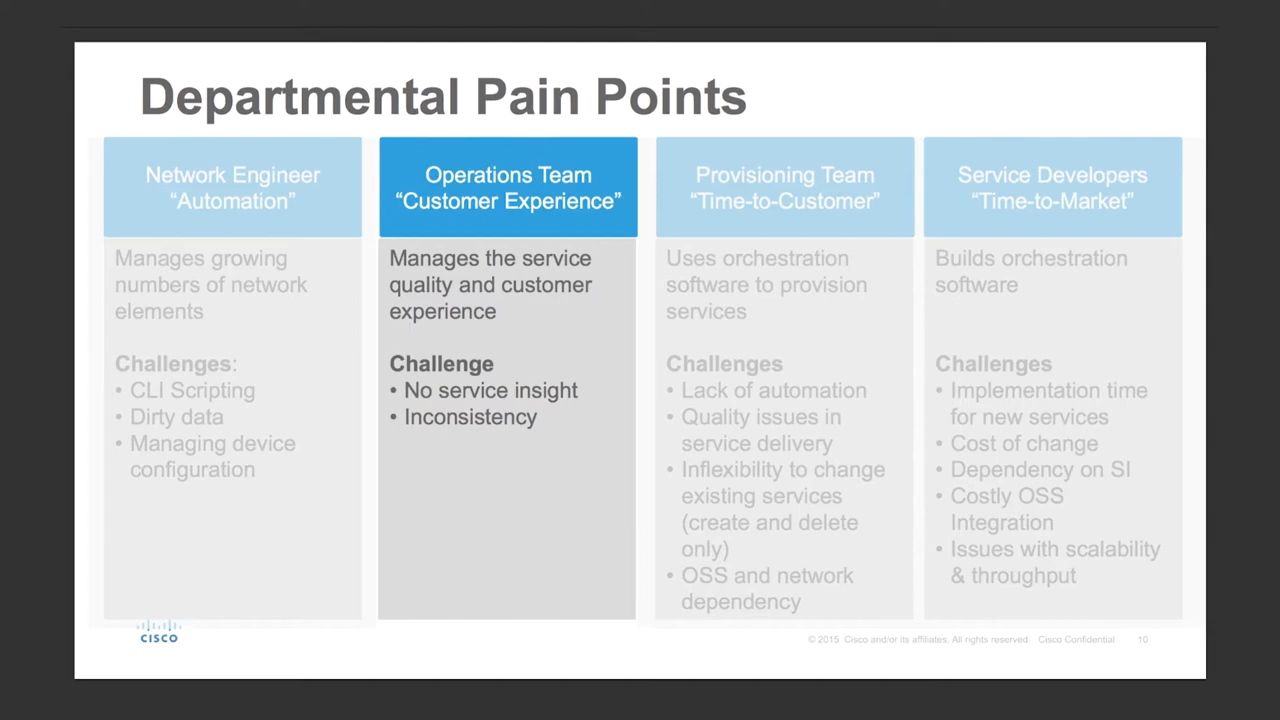 Departmental Pain Points
Network Engineer
“Automation”
Manages growing
numbers of network
elements
Challenges:
• CLI Scripting
• Dirty data
• Managing device
configuration
Operations Team
“Customer Experience”
Manages the service
quality and customer
experience
Challenge
• No service insight
• Inconsistency
Provisioning Team
“Time-to-Customer”
Uses orchestration
software to provision
services
Challenges
• Lack of automation
• Quality issues in
service delivery
• Inflexibility to change
existing services
(create and delete
only)
• OSS and network
dependency
Service Developers
“Time-to-Market”
Builds orchestration
software
Challenges
• Implementation time
for new services
• Cost of change
• Dependency on SI
• Costly OSS
Integration
• Issues with scalability
& throughput
CISCO
© 2015 Cisco and/or its affiliates. All rights reserved. Cisco Confidential 10